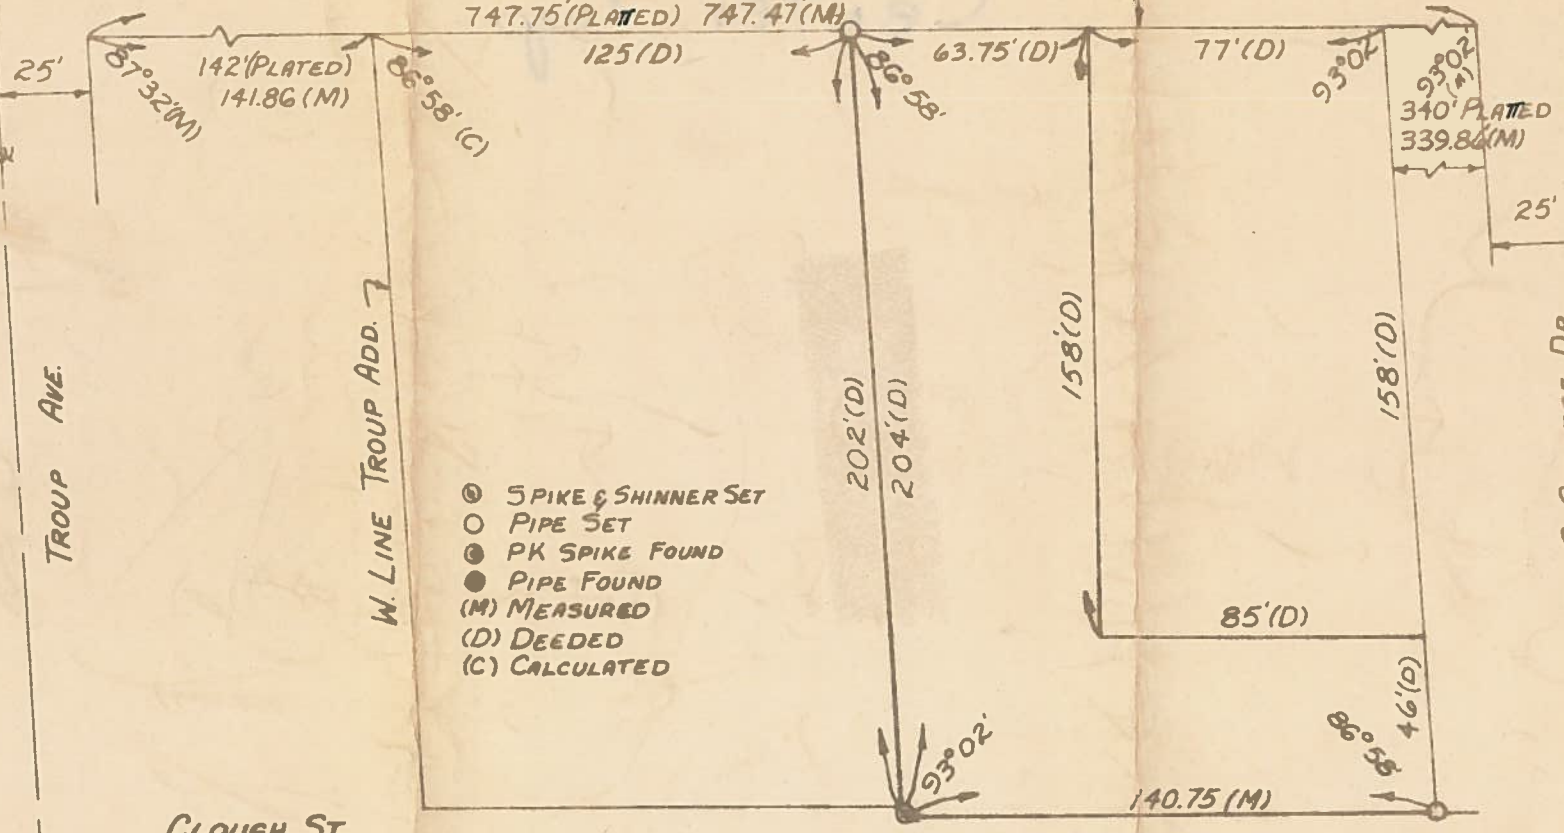 747.75'(PLATTED) 747.47'(M)
25'
142'(PLATED)
141.86 (M)
87°32'(M)
86°58' (C)
125(D)
86°58'
63.75'(D)
77'(D)
93°02'
93°02'
340' PLATTED
339.86(M)
25'
TROUP AVE.
W. LINE TROUP ADD.
202'(D)
204'(D)
158'(D)
158'(D)
SPIKE & SHINNER SET
PIPE SET
PK SPIKE FOUND
PIPE FOUND
(M) MEASURED
(D) DEEDED
(C) CALCULATED
85'(D)
46'(D)
93°02'
86°58'
140.75 (M)
CLOUGH ST.
DR.